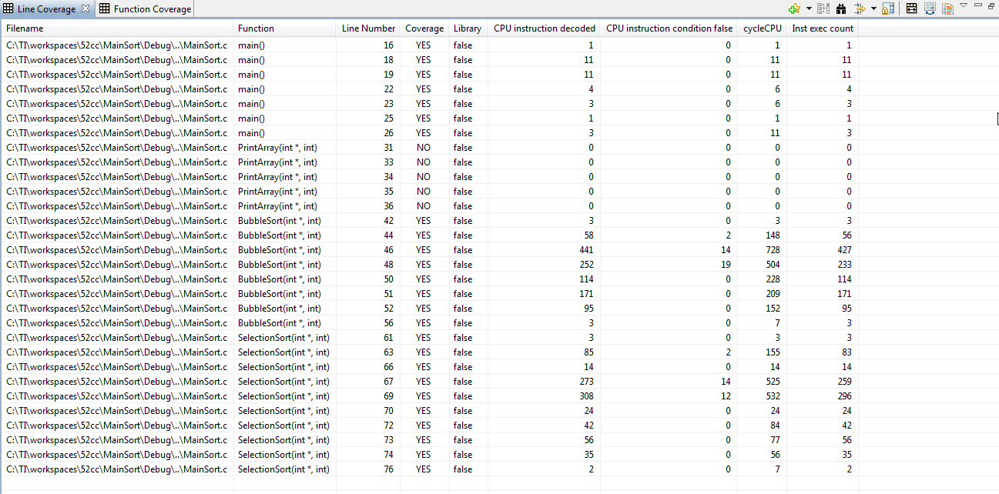 Line Coverage Function Coverage
Filename Function Line Number Coverage Library CPU instruction decoded CPU instruction condition false cycleCPU Inst exec count
C:\TI\workspaces\52cc\MainSort\Debug\..\MainSort.c main() 16 YES false 1 0 1 1
C:\TI\workspaces\52cc\MainSort\Debug\..\MainSort.c main() 18 YES false 11 0 11 11
C:\TI\workspaces\52cc\MainSort\Debug\..\MainSort.c main() 19 YES false 11 0 11 11
C:\TI\workspaces\52cc\MainSort\Debug\..\MainSort.c main() 22 YES false 4 0 6 4
C:\TI\workspaces\52cc\MainSort\Debug\..\MainSort.c main() 23 YES false 3 0 6 3
C:\TI\workspaces\52cc\MainSort\Debug\..\MainSort.c main() 25 YES false 1 0 1 1
C:\TI\workspaces\52cc\MainSort\Debug\..\MainSort.c main() 26 YES false 3 0 11 3
C:\TI\workspaces\52cc\MainSort\Debug\..\MainSort.c PrintArray(int *, int) 31 NO false 0 0 0 0
C:\TI\workspaces\52cc\MainSort\Debug\..\MainSort.c PrintArray(int *, int) 33 NO false 0 0 0 0
C:\TI\workspaces\52cc\MainSort\Debug\..\MainSort.c PrintArray(int *, int) 34 NO false 0 0 0 0
C:\TI\workspaces\52cc\MainSort\Debug\..\MainSort.c PrintArray(int *, int) 35 NO false 0 0 0 0
C:\TI\workspaces\52cc\MainSort\Debug\..\MainSort.c PrintArray(int *, int) 36 NO false 0 0 0 0
C:\TI\workspaces\52cc\MainSort\Debug\..\MainSort.c BubbleSort(int *, int) 42 YES false 3 0 3 3
C:\TI\workspaces\52cc\MainSort\Debug\..\MainSort.c BubbleSort(int *, int) 44 YES false 58 2 148 56
C:\TI\workspaces\52cc\MainSort\Debug\..\MainSort.c BubbleSort(int *, int) 46 YES false 441 14 728 427
C:\TI\workspaces\52cc\MainSort\Debug\..\MainSort.c BubbleSort(int *, int) 48 YES false 252 19 504 233
C:\TI\workspaces\52cc\MainSort\Debug\..\MainSort.c BubbleSort(int *, int) 50 YES false 114 0 228 114
C:\TI\workspaces\52cc\MainSort\Debug\..\MainSort.c BubbleSort(int *, int) 51 YES false 171 0 209 171
C:\TI\workspaces\52cc\MainSort\Debug\..\MainSort.c BubbleSort(int *, int) 52 YES false 95 0 152 95
C:\TI\workspaces\52cc\MainSort\Debug\..\MainSort.c BubbleSort(int *, int) 56 YES false 3 0 7 3
C:\TI\workspaces\52cc\MainSort\Debug\..\MainSort.c SelectionSort(int *, int) 61 YES false 3 0 3 3
C:\TI\workspaces\52cc\MainSort\Debug\..\MainSort.c SelectionSort(int *, int) 63 YES false 85 2 155 83
C:\TI\workspaces\52cc\MainSort\Debug\..\MainSort.c SelectionSort(int *, int) 66 YES false 14 0 14 14
C:\TI\workspaces\52cc\MainSort\Debug\..\MainSort.c SelectionSort(int *, int) 67 YES false 273 14 525 259
C:\TI\workspaces\52cc\MainSort\Debug\..\MainSort.c SelectionSort(int *, int) 69 YES false 308 12 532 296
C:\TI\workspaces\52cc\MainSort\Debug\..\MainSort.c SelectionSort(int *, int) 70 YES false 24 0 24 24
C:\TI\workspaces\52cc\MainSort\Debug\..\MainSort.c SelectionSort(int *, int) 72 YES false 42 0 84 42
C:\TI\workspaces\52cc\MainSort\Debug\..\MainSort.c SelectionSort(int *, int) 73 YES false 56 0 77 56
C:\TI\workspaces\52cc\MainSort\Debug\..\MainSort.c SelectionSort(int *, int) 74 YES false 35 0 56 35
C:\TI\workspaces\52cc\MainSort\Debug\..\MainSort.c SelectionSort(int *, int) 76 YES false 2 0 7 2